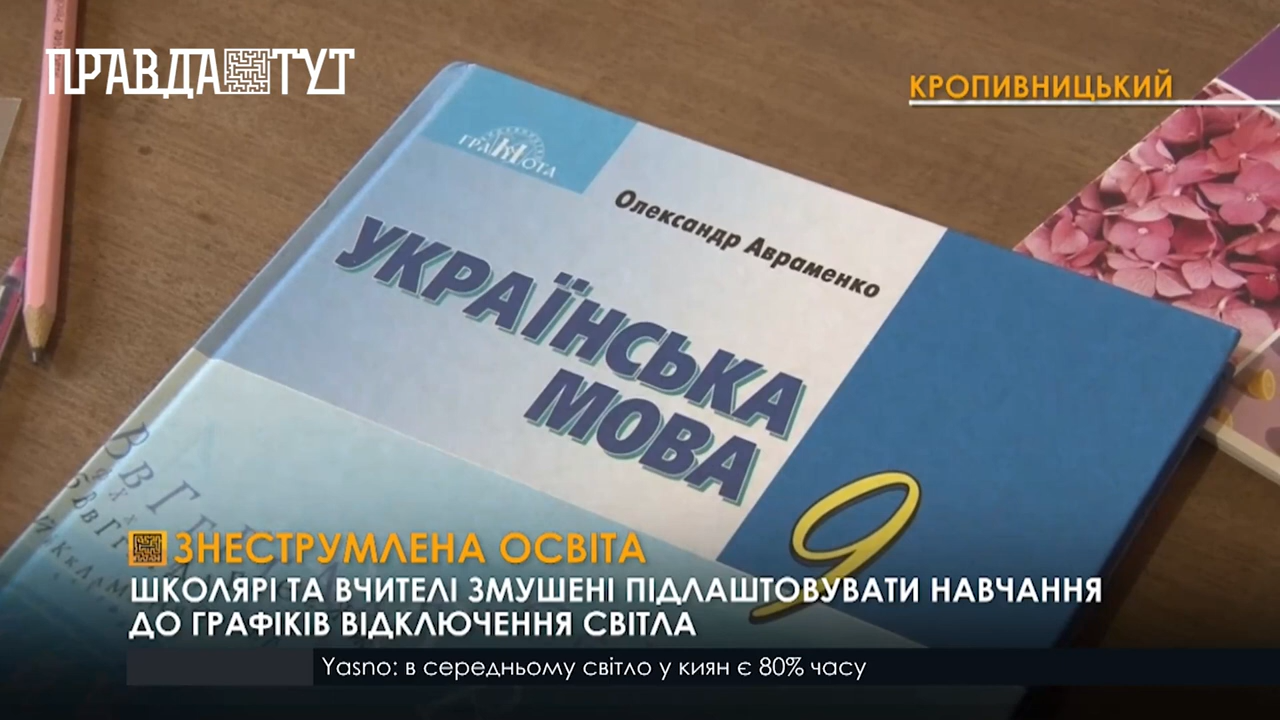 ПРАВДА ТУТ
КРОПИВНИЦЬКИЙ
ГРАМОТА
Олександр Авраменко
УКРАЇНСЬКА
МОВА
9
ЗНЕСТРУМЛЕНА ОСВІТА
ШКОЛЯРІ ТА ВЧИТЕЛІ ЗМУШЕНІ ПІДЛАШТОВУВАТИ НАВЧАННЯ
ДО ГРАФІКІВ ВІДКЛЮЧЕННЯ СВІТЛА
Yasno: в середньому світло у киян є 80% часу